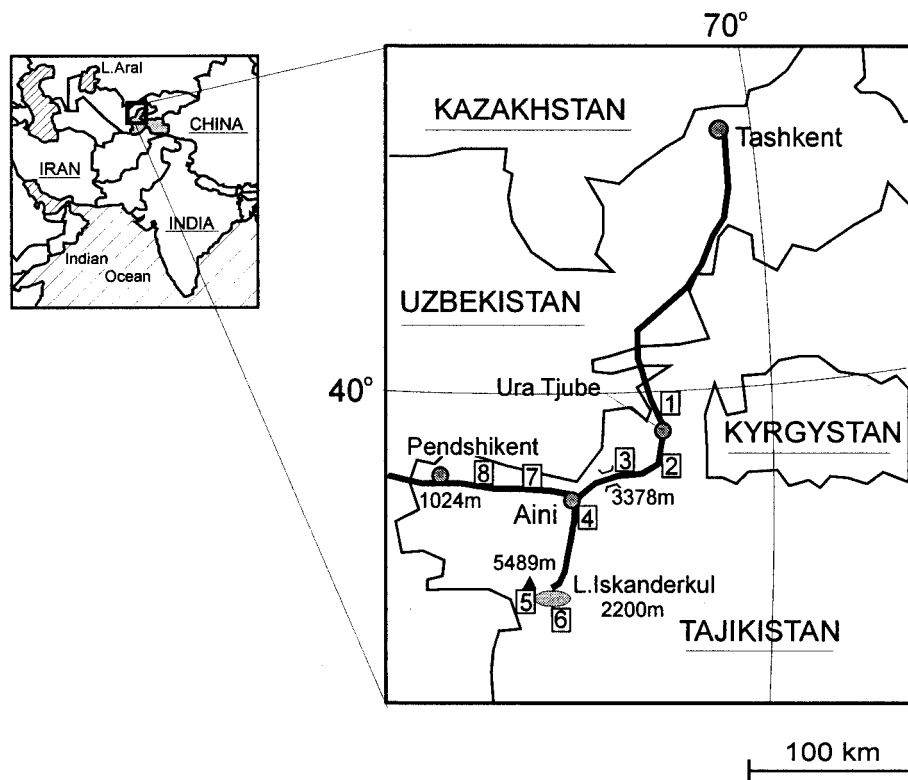 70°
L.Aral
CHINA
IRAN
INDIA
Indian
Ocean
KAZAKHSTAN
Tashkent
UZBEKISTAN
40°
Ura Tjube
1
KYRGYSTAN
Pendshikent
8
7
3
2
1024m
3378m
Aini
4
5489m
L.Iskanderkul
5
2200m
6
TAJIKISTAN
100 km